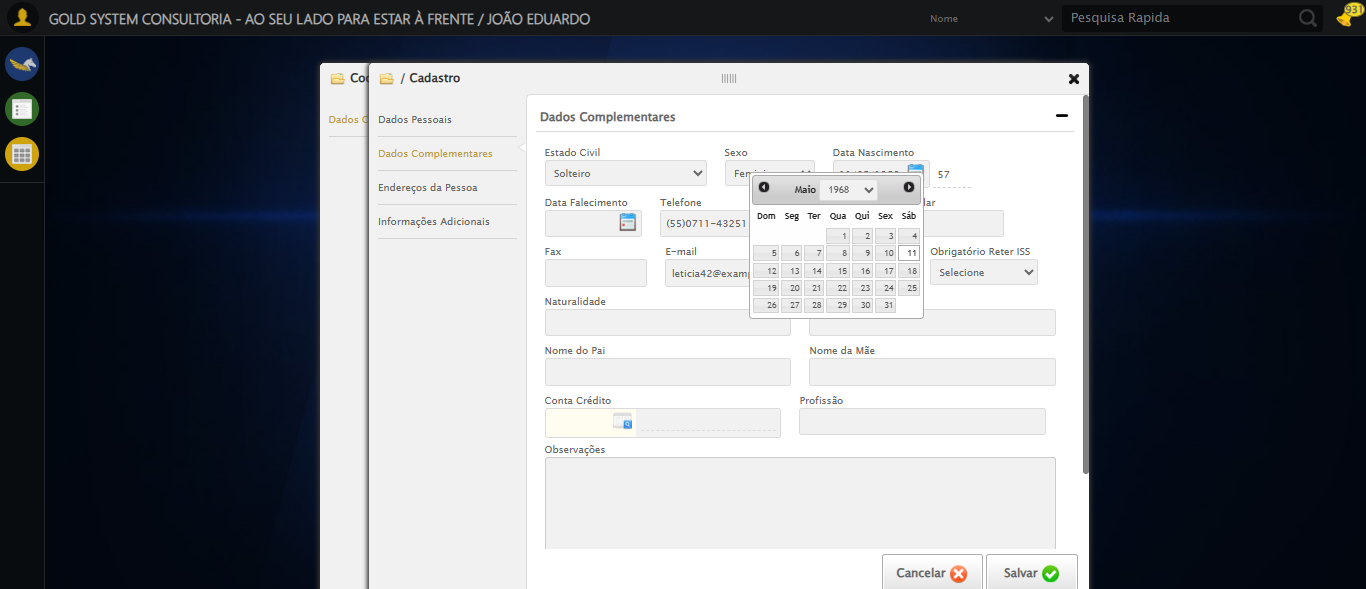 GOLD SYSTEM CONSULTORIA - AO SEU LADO PARA ESTAR À FRENTE / JOÃO EDUARDO
Nome
Pesquisa Rapida
931
/ Cadastro
Dados Pessoais
Dados Complementares
Endereços da Pessoa
Informações Adicionais
Dados Complementares
Estado Civil Sexo Data Nascimento
Solteiro 57
Maio 1968
Data Falecimento Telefone
(55)0711-43251
Dom Seg Ter Qua Qui Sex Sáb
1 2 3 4
5 6 7 8 9 10 11
12 13 14 15 16 17 18
19 20 21 22 23 24 25
26 27 28 29 30 31
Fax E-mail Obrigatório Reter ISS
leticia42@examp Selecione
Naturalidade
Nome do Pai Nome da Mãe
Conta Crédito Profissão
Observações
Cancelar Salvar